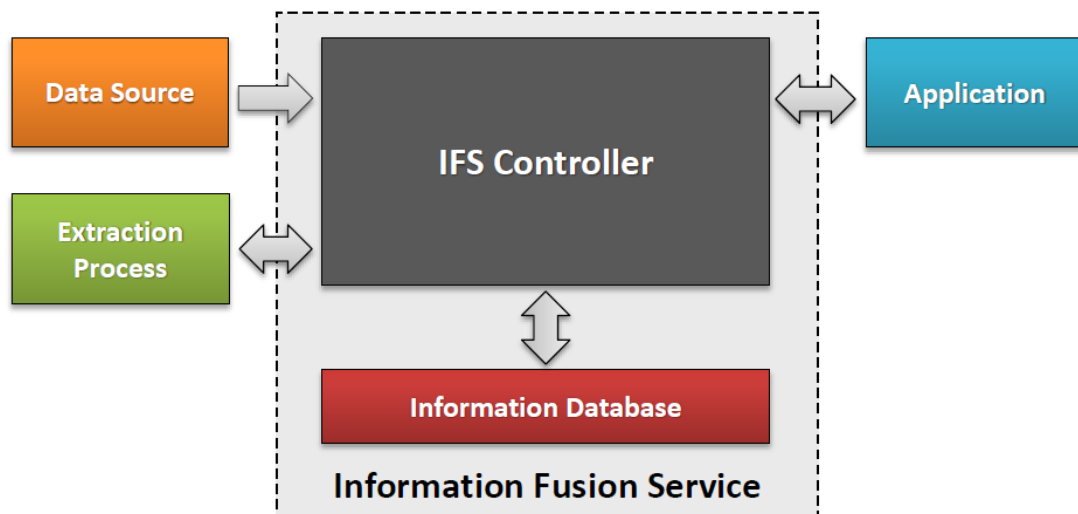 Data Source
IFS Controller
Application
Extraction
Process
Information Database
Information Fusion Service